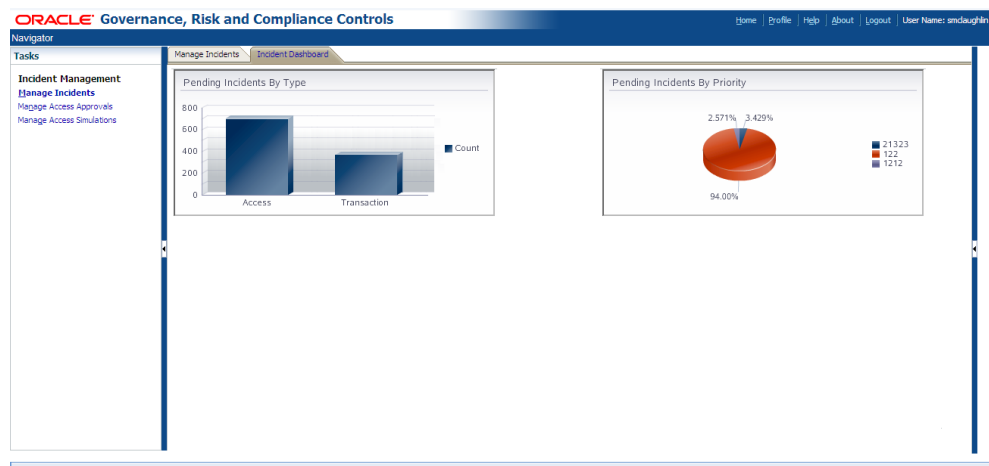 ORACLE Governance, Risk and Compliance Controls
Home Profile Help About Logout User Name: smclaughlin
Navigator
Tasks
Manage Incidents Incident Dashboard
Incident Management
Manage Incidents
Manage Access Approvals
Manage Access Simulations
Pending Incidents By Type
800
600
400
200
0
Access Transaction
Count
Pending Incidents By Priority
2.571% 3.429%
94.00%
21323
122
1212